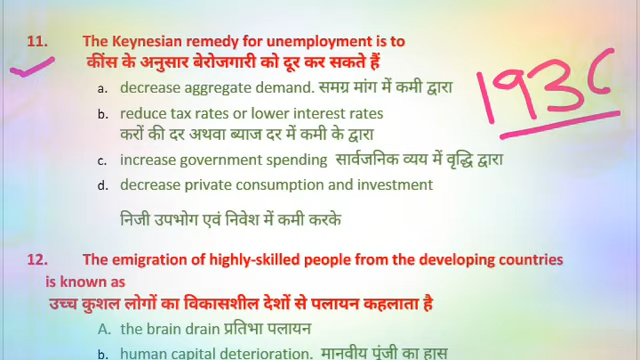 11. The Keynesian remedy for unemployment is to
कींस के अनुसार बेरोजगारी को दूर कर सकते हैं
a. decrease aggregate demand. समग्र मांग में कमी द्वारा
b. reduce tax rates or lower interest rates
करों की दर अथवा ब्याज दर में कमी के द्वारा
c. increase government spending सार्वजनिक व्यय में वृद्धि द्वारा
d. decrease private consumption and investment
निजी उपभोग एवं निवेश में कमी करके
12. The emigration of highly-skilled people from the developing countries
is known as
उच्च कुशल लोगों का विकासशील देशों से पलायन कहलाता है
A. the brain drain प्रतिभा पलायन
b. human capital deterioration. मानवीय पूंजी का ह्रास